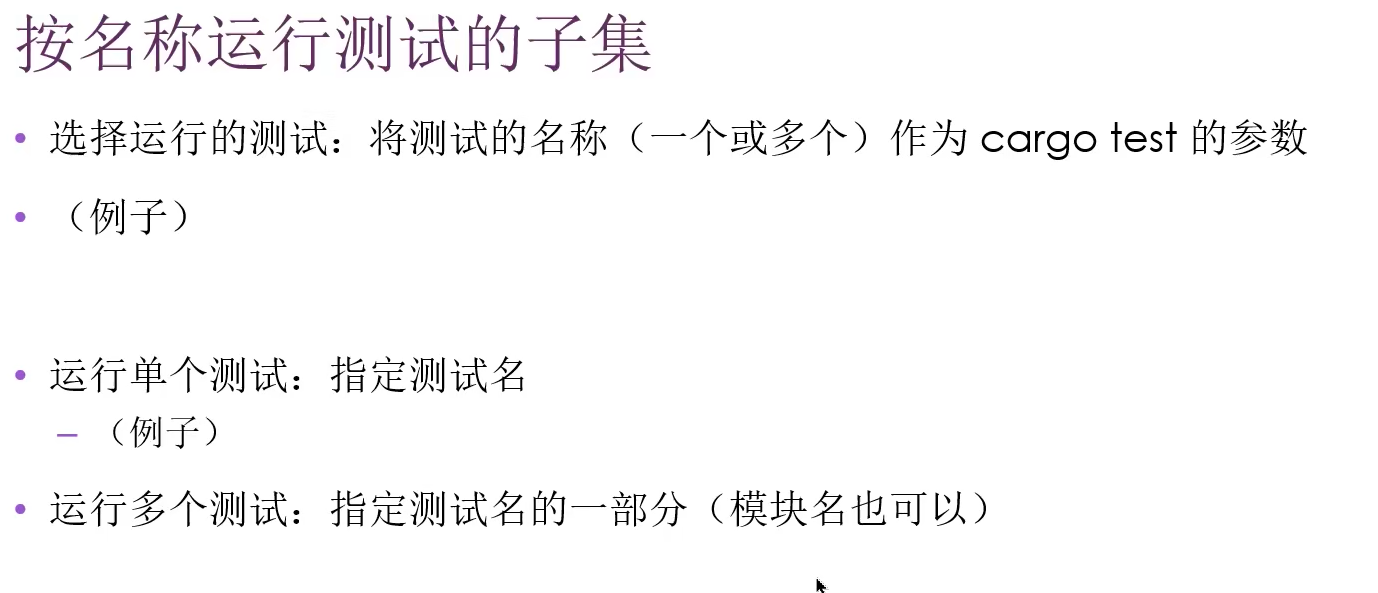 按名称运行测试的子集
• 选择运行的测试：将测试的名称（一个或多个）作为 cargo test 的参数
• （例子）
• 运行单个测试：指定测试名
– （例子）
• 运行多个测试：指定测试名的一部分（模块名也可以）